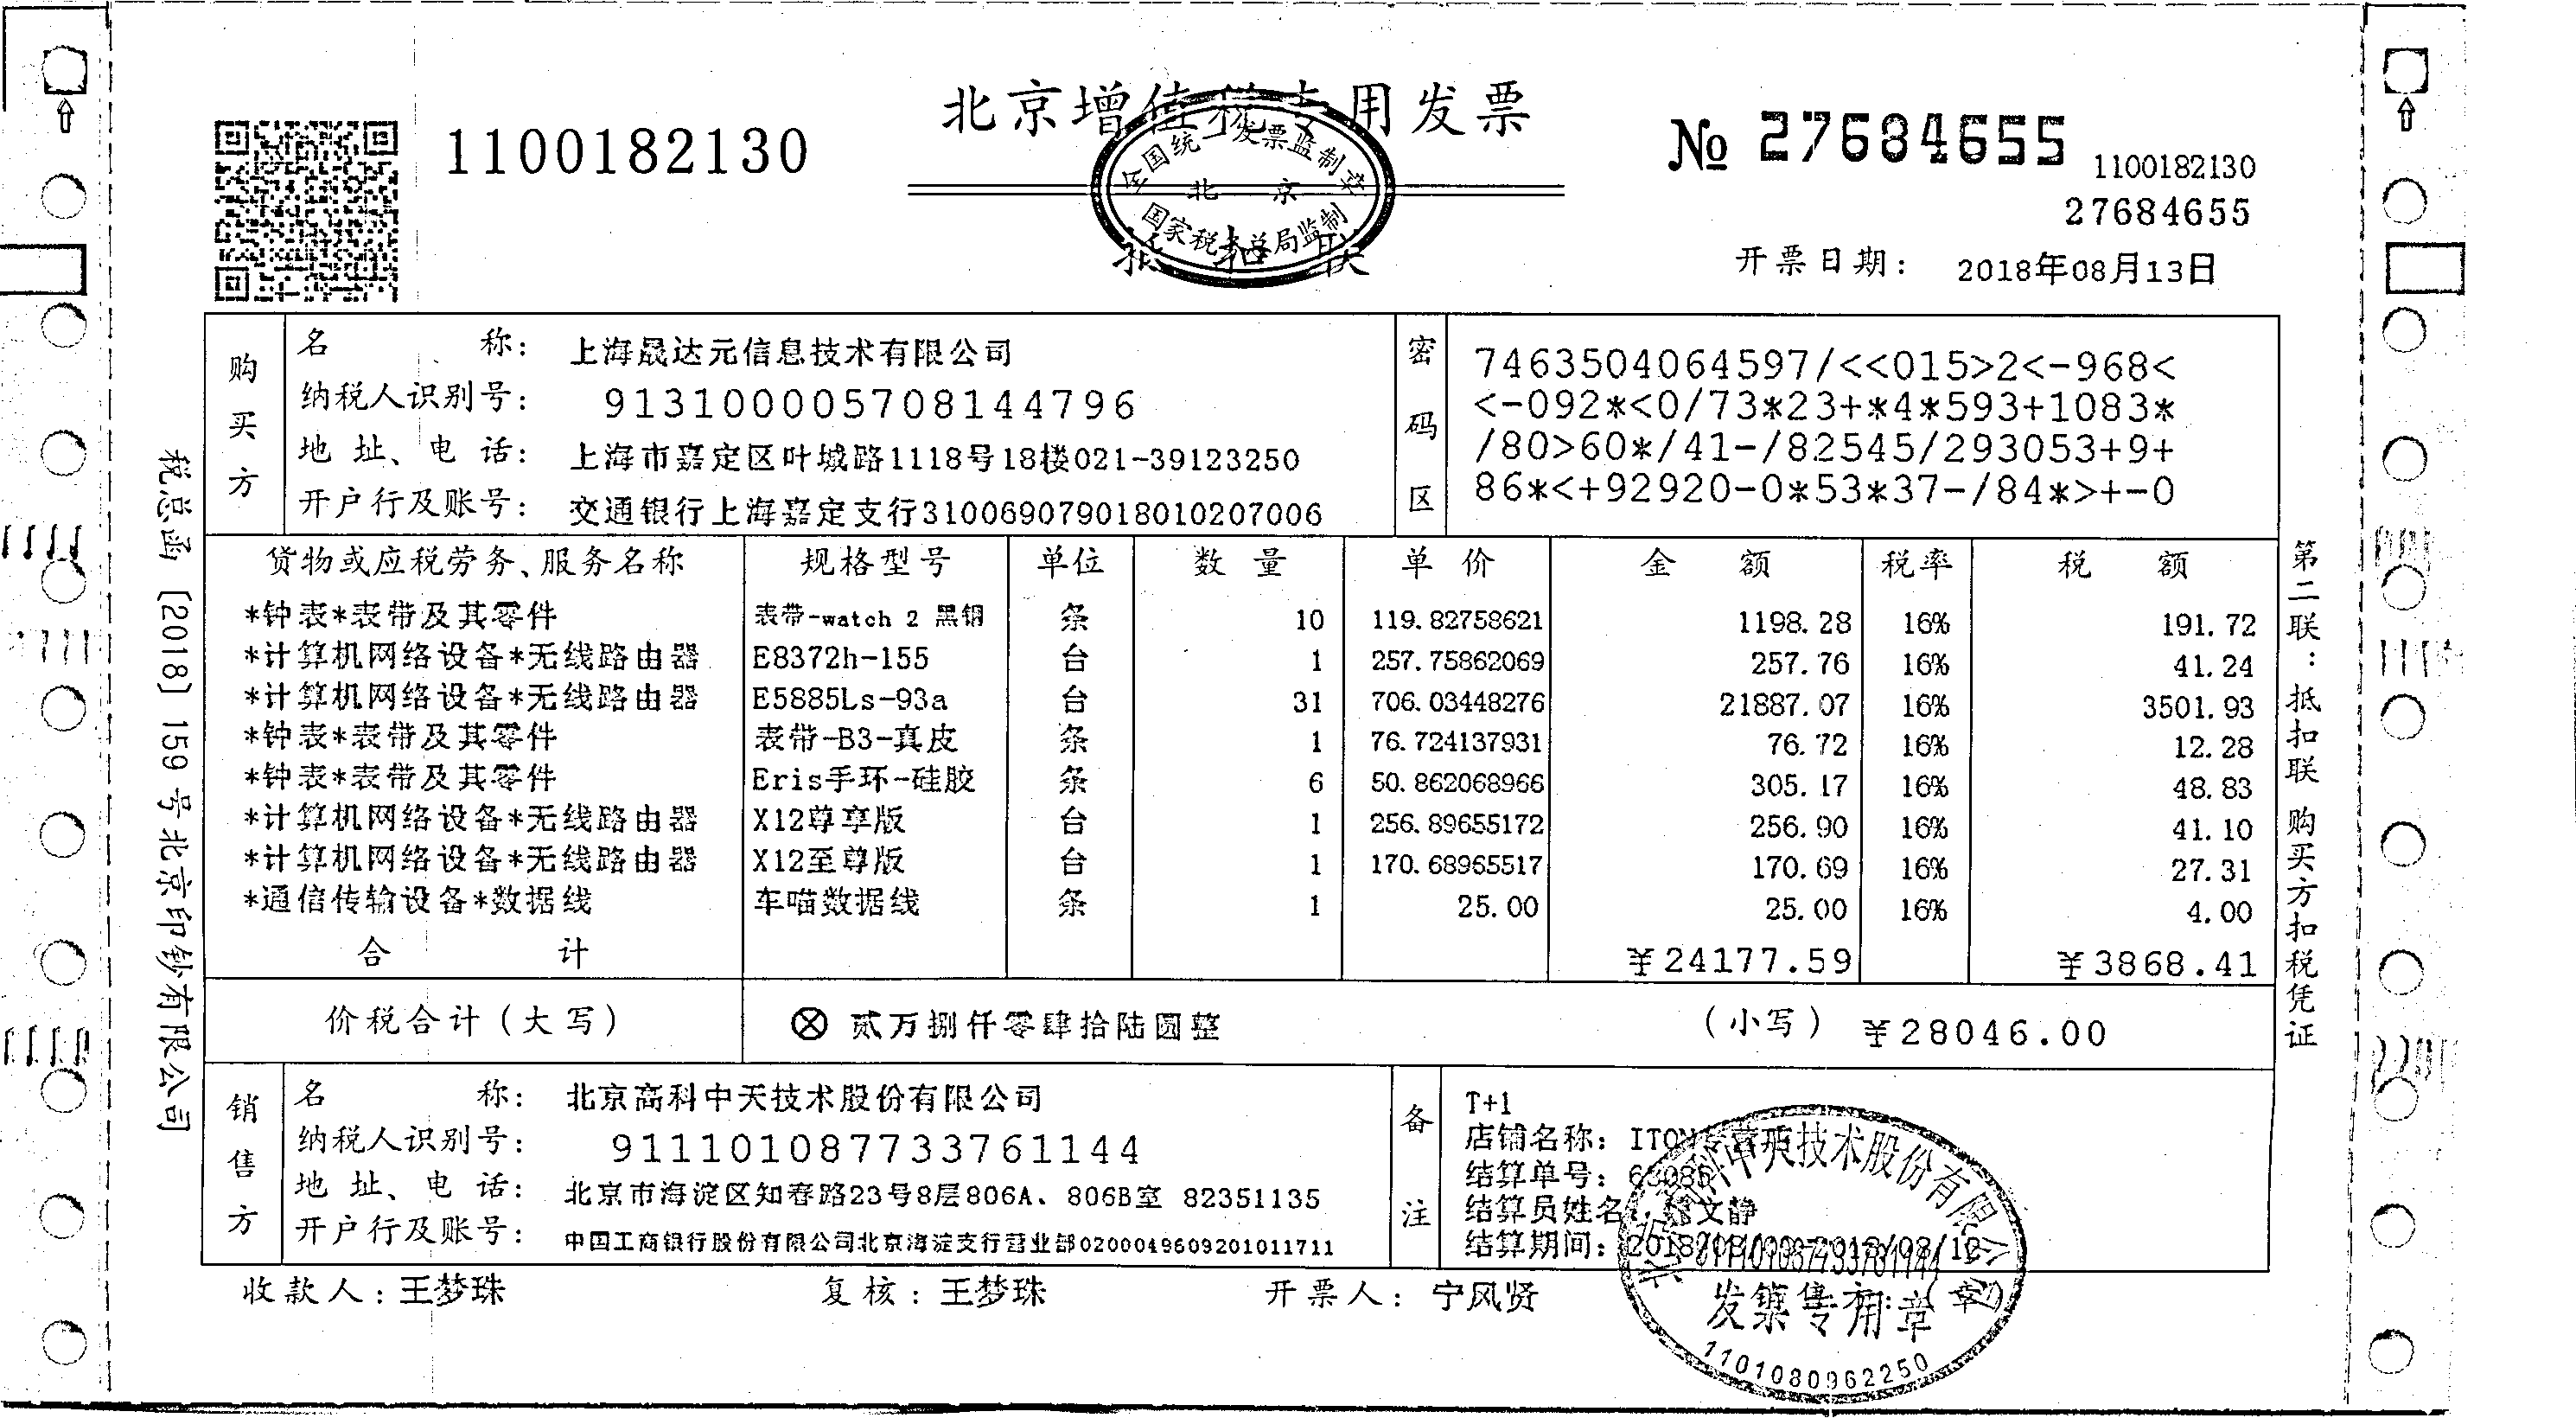 北京增值税专用发票
1100182130
№ 27684655
1100182130
27684655
全国统一发票监制章
北京
国家税务总局监制
抵扣联
开票日期: 2018年08月13日
购买方
名称: 上海晟达元信息技术有限公司
纳税人识别号: 913100005708144796
地址、电话: 上海市嘉定区叶城路1118号18楼021-39123250
开户行及账号: 交通银行上海嘉定支行310069079018010207006
密码区
7463504064597/<<015>2<-968<
<-092*<0/73*23+*4*593+1083*
/80>60*/41-/82545/293053+9+
86*<+92920-0*53*37-/84*>+-0
货物或应税劳务、服务名称 规格型号 单位 数量 单价 金额 税率 税额
*钟表*表带及其零件 表带-watch 2 黑钢 条 10 119.82758621 1198.28 16% 191.72
*计算机网络设备*无线路由器 E8372h-155 台 1 257.75862069 257.76 16% 41.24
*计算机网络设备*无线路由器 E5885Ls-93a 台 31 706.03448276 21887.07 16% 3501.93
*钟表*表带及其零件 表带-B3-真皮 条 1 76.724137931 76.72 16% 12.28
*钟表*表带及其零件 Eris手环-硅胶 条 6 50.862068966 305.17 16% 48.83
*计算机网络设备*无线路由器 X12尊享版 台 1 256.89655172 256.90 16% 41.10
*计算机网络设备*无线路由器 X12至尊版 台 1 170.68965517 170.69 16% 27.31
*通信传输设备*数据线 车喵数据线 条 1 25.00 25.00 16% 4.00
合计 ¥24177.59 ¥3868.41
价税合计(大写) ⊗ 贰万捌仟零肆拾陆圆整 (小写) ¥28046.00
销售方
名称: 北京高科中天技术股份有限公司
纳税人识别号: 911101087733761144
地址、电话: 北京市海淀区知春路23号8层806A、806B室 82351135
开户行及账号: 中国工商银行股份有限公司北京海淀支行营业部0200049609201011711
备注
T+1
店铺名称: 
结算单号: 63085
结算员姓名: 文静
结算期间: 
收款人: 王梦珠 复核: 王梦珠 开票人: 宁风贤
北京高科中天技术股份有限公司
911101087733761144
发票专用章
1101080962250
税总函〔2018〕159号北京印钞有限公司
第二联:抵扣联 购买方扣税凭证